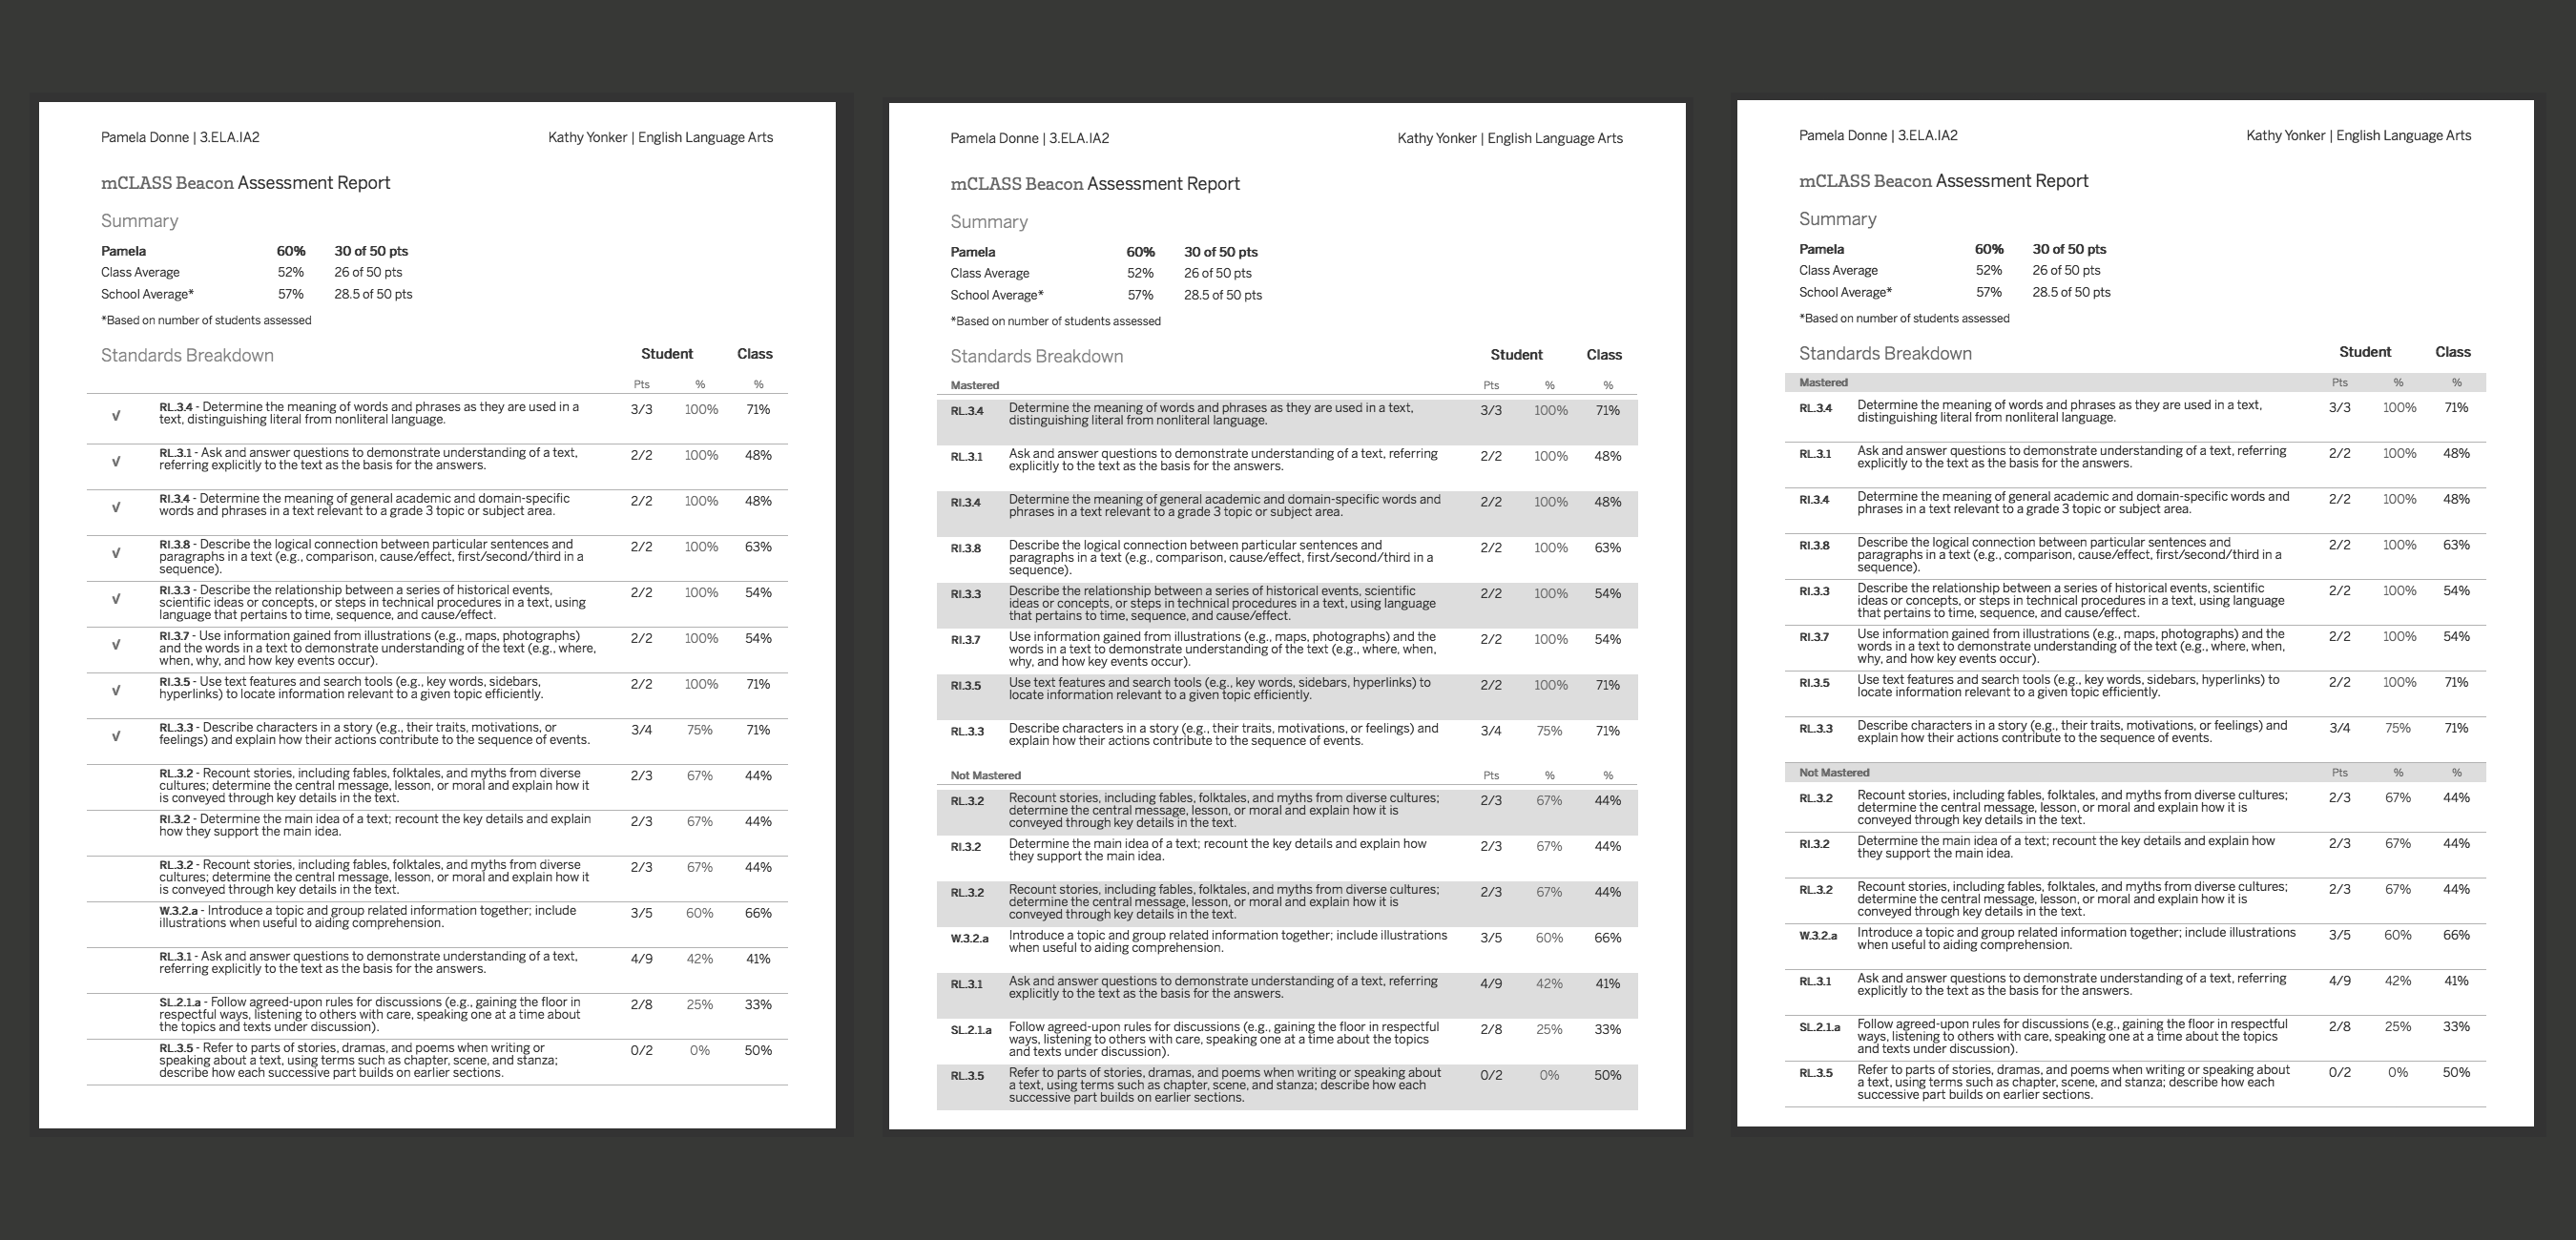 Pamela Donne | 3.ELA.IA2 Kathy Yonker | English Language Arts
mCLASS Beacon Assessment Report
Summary
Pamela 60% 30 of 50 pts
Class Average 52% 26 of 50 pts
School Average* 57% 28.5 of 50 pts
*Based on number of students assessed
Standards Breakdown Student Class
Pts % %
√ RL.3.4 - Determine the meaning of words and phrases as they are used in a 3/3 100% 71%
text, distinguishing literal from nonliteral language.
√ RL.3.1 - Ask and answer questions to demonstrate understanding of a text, 2/2 100% 48%
referring explicitly to the text as the basis for the answers.
√ RI.3.4 - Determine the meaning of general academic and domain-specific 2/2 100% 48%
words and phrases in a text relevant to a grade 3 topic or subject area.
√ RI.3.8 - Describe the logical connection between particular sentences and 2/2 100% 63%
paragraphs in a text (e.g., comparison, cause/effect, first/second/third in a
sequence).
√ RI.3.3 - Describe the relationship between a series of historical events, 2/2 100% 54%
scientific ideas or concepts, or steps in technical procedures in a text, using
language that pertains to time, sequence, and cause/effect.
√ RI.3.7 - Use information gained from illustrations (e.g., maps, photographs) 2/2 100% 54%
and the words in a text to demonstrate understanding of the text (e.g., where,
when, why, and how key events occur).
√ RI.3.5 - Use text features and search tools (e.g., key words, sidebars, 2/2 100% 71%
hyperlinks) to locate information relevant to a given topic efficiently.
√ RL.3.3 - Describe characters in a story (e.g., their traits, motivations, or 3/4 75% 71%
feelings) and explain how their actions contribute to the sequence of events.
RL.3.2 - Recount stories, including fables, folktales, and myths from diverse 2/3 67% 44%
cultures; determine the central message, lesson, or moral and explain how it
is conveyed through key details in the text.
RI.3.2 - Determine the main idea of a text; recount the key details and explain 2/3 67% 44%
how they support the main idea.
RL.3.2 - Recount stories, including fables, folktales, and myths from diverse 2/3 67% 44%
cultures; determine the central message, lesson, or moral and explain how it
is conveyed through key details in the text.
W.3.2.a - Introduce a topic and group related information together; include 3/5 60% 66%
illustrations when useful to aiding comprehension.
RL.3.1 - Ask and answer questions to demonstrate understanding of a text, 4/9 42% 41%
referring explicitly to the text as the basis for the answers.
SL.2.1.a - Follow agreed-upon rules for discussions (e.g., gaining the floor in 2/8 25% 33%
respectful ways, listening to others with care, speaking one at a time about
the topics and texts under discussion).
RL.3.5 - Refer to parts of stories, dramas, and poems when writing or 0/2 0% 50%
speaking about a text, using terms such as chapter, scene, and stanza;
describe how each successive part builds on earlier sections.
Pamela Donne | 3.ELA.IA2 Kathy Yonker | English Language Arts
mCLASS Beacon Assessment Report
Summary
Pamela 60% 30 of 50 pts
Class Average 52% 26 of 50 pts
School Average* 57% 28.5 of 50 pts
*Based on number of students assessed
Standards Breakdown Student Class
Mastered Pts % %
RL.3.4 Determine the meaning of words and phrases as they are used in a text, 3/3 100% 71%
distinguishing literal from nonliteral language.
RL.3.1 Ask and answer questions to demonstrate understanding of a text, referring 2/2 100% 48%
explicitly to the text as the basis for the answers.
RI.3.4 Determine the meaning of general academic and domain-specific words and 2/2 100% 48%
phrases in a text relevant to a grade 3 topic or subject area.
RI.3.8 Describe the logical connection between particular sentences and 2/2 100% 63%
paragraphs in a text (e.g., comparison, cause/effect, first/second/third in a
sequence).
RI.3.3 Describe the relationship between a series of historical events, scientific 2/2 100% 54%
ideas or concepts, or steps in technical procedures in a text, using language
that pertains to time, sequence, and cause/effect.
RI.3.7 Use information gained from illustrations (e.g., maps, photographs) and the 2/2 100% 54%
words in a text to demonstrate understanding of the text (e.g., where, when,
why, and how key events occur).
RI.3.5 Use text features and search tools (e.g., key words, sidebars, hyperlinks) to 2/2 100% 71%
locate information relevant to a given topic efficiently.
RL.3.3 Describe characters in a story (e.g., their traits, motivations, or feelings) and 3/4 75% 71%
explain how their actions contribute to the sequence of events.
Not Mastered Pts % %
RL.3.2 Recount stories, including fables, folktales, and myths from diverse cultures; 2/3 67% 44%
determine the central message, lesson, or moral and explain how it is
conveyed through key details in the text.
RI.3.2 Determine the main idea of a text; recount the key details and explain how 2/3 67% 44%
they support the main idea.
RL.3.2 Recount stories, including fables, folktales, and myths from diverse cultures; 2/3 67% 44%
determine the central message, lesson, or moral and explain how it is
conveyed through key details in the text.
W.3.2.a Introduce a topic and group related information together; include illustrations 3/5 60% 66%
when useful to aiding comprehension.
RL.3.1 Ask and answer questions to demonstrate understanding of a text, referring 4/9 42% 41%
explicitly to the text as the basis for the answers.
SL.2.1.a Follow agreed-upon rules for discussions (e.g., gaining the floor in respectful 2/8 25% 33%
ways, listening to others with care, speaking one at a time about the topics
and texts under discussion).
RL.3.5 Refer to parts of stories, dramas, and poems when writing or speaking about 0/2 0% 50%
a text, using terms such as chapter, scene, and stanza; describe how each
successive part builds on earlier sections.
Pamela Donne | 3.ELA.IA2 Kathy Yonker | English Language Arts
mCLASS Beacon Assessment Report
Summary
Pamela 60% 30 of 50 pts
Class Average 52% 26 of 50 pts
School Average* 57% 28.5 of 50 pts
*Based on number of students assessed
Standards Breakdown Student Class
Mastered Pts % %
RL.3.4 Determine the meaning of words and phrases as they are used in a text, 3/3 100% 71%
distinguishing literal from nonliteral language.
RL.3.1 Ask and answer questions to demonstrate understanding of a text, referring 2/2 100% 48%
explicitly to the text as the basis for the answers.
RI.3.4 Determine the meaning of general academic and domain-specific words and 2/2 100% 48%
phrases in a text relevant to a grade 3 topic or subject area.
RI.3.8 Describe the logical connection between particular sentences and 2/2 100% 63%
paragraphs in a text (e.g., comparison, cause/effect, first/second/third in a
sequence).
RI.3.3 Describe the relationship between a series of historical events, scientific 2/2 100% 54%
ideas or concepts, or steps in technical procedures in a text, using language
that pertains to time, sequence, and cause/effect.
RI.3.7 Use information gained from illustrations (e.g., maps, photographs) and the 2/2 100% 54%
words in a text to demonstrate understanding of the text (e.g., where, when,
why, and how key events occur).
RI.3.5 Use text features and search tools (e.g., key words, sidebars, hyperlinks) to 2/2 100% 71%
locate information relevant to a given topic efficiently.
RL.3.3 Describe characters in a story (e.g., their traits, motivations, or feelings) and 3/4 75% 71%
explain how their actions contribute to the sequence of events.
Not Mastered Pts % %
RL.3.2 Recount stories, including fables, folktales, and myths from diverse cultures; 2/3 67% 44%
determine the central message, lesson, or moral and explain how it is
conveyed through key details in the text.
RI.3.2 Determine the main idea of a text; recount the key details and explain how 2/3 67% 44%
they support the main idea.
RL.3.2 Recount stories, including fables, folktales, and myths from diverse cultures; 2/3 67% 44%
determine the central message, lesson, or moral and explain how it is
conveyed through key details in the text.
W.3.2.a Introduce a topic and group related information together; include illustrations 3/5 60% 66%
when useful to aiding comprehension.
RL.3.1 Ask and answer questions to demonstrate understanding of a text, referring 4/9 42% 41%
explicitly to the text as the basis for the answers.
SL.2.1.a Follow agreed-upon rules for discussions (e.g., gaining the floor in respectful 2/8 25% 33%
ways, listening to others with care, speaking one at a time about the topics
and texts under discussion).
RL.3.5 Refer to parts of stories, dramas, and poems when writing or speaking about 0/2 0% 50%
a text, using terms such as chapter, scene, and stanza; describe how each
successive part builds on earlier sections.